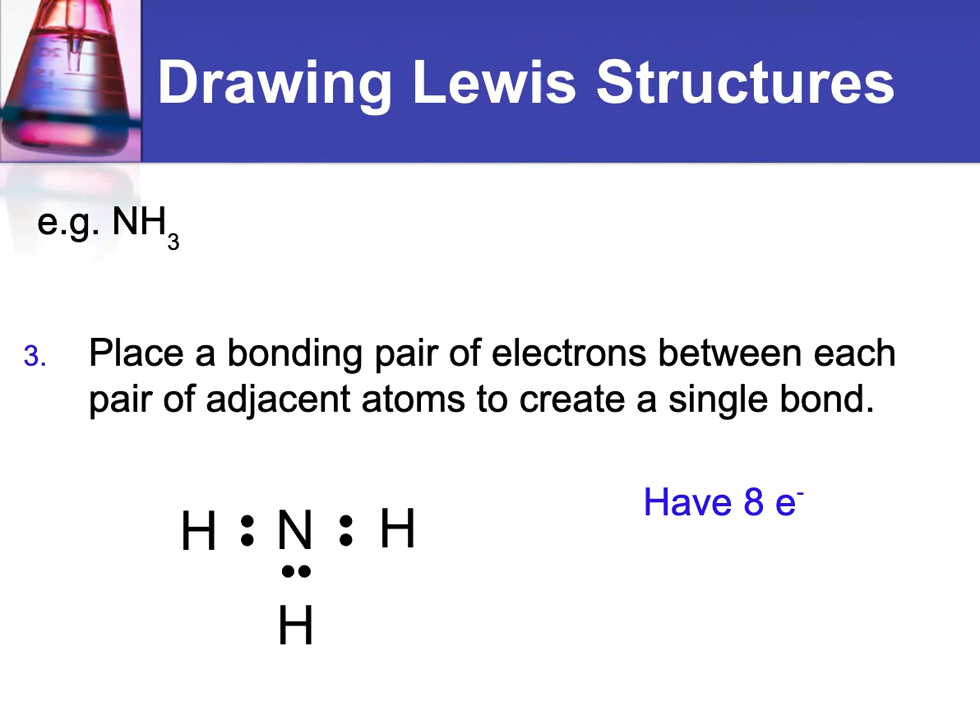 Drawing Lewis Structures
e.g. NH₃
3. Place a bonding pair of electrons between each
pair of adjacent atoms to create a single bond.
Have 8 e⁻
H : N : H
••
H